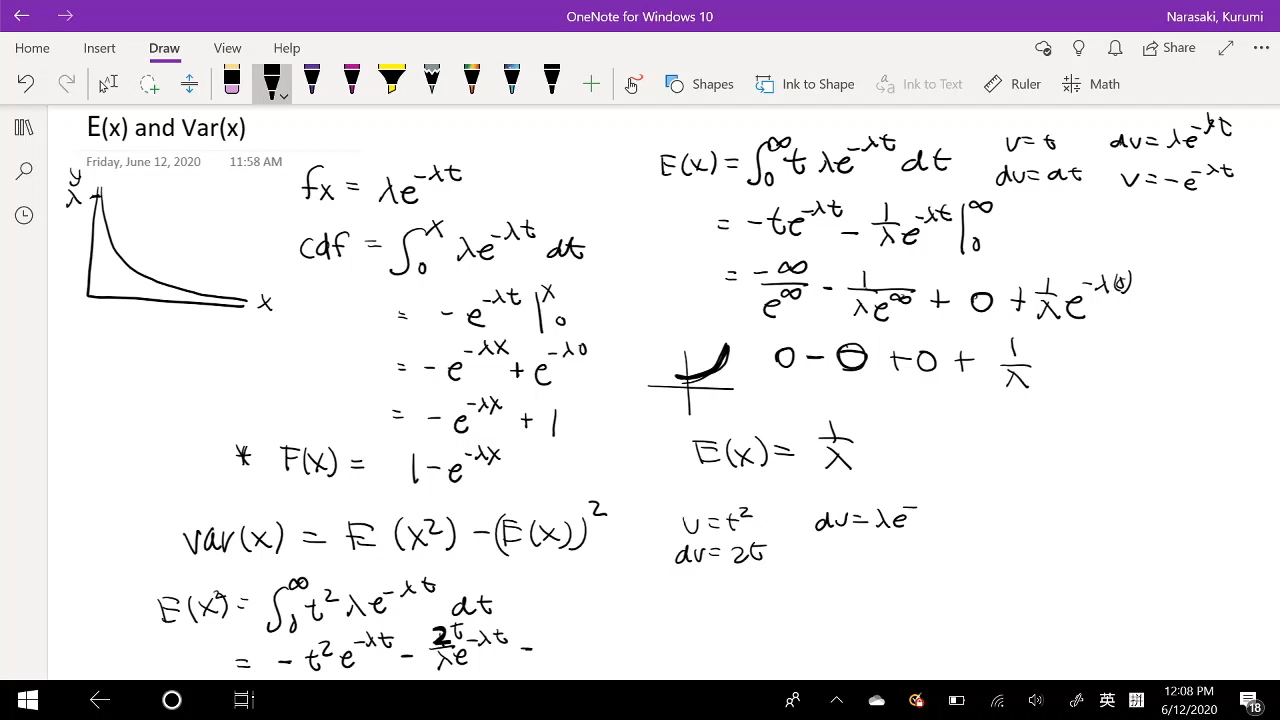 OneNote for Windows 10
Narasaki, Kurumi
Home Insert Draw View Help
Share
Shapes Ink to Shape Ink to Text Ruler Math
E(x) and Var(x)
Friday, June 12, 2020 11:58 AM
y
λ
x
fx = λe^-λt
cdf = ∫₀^x λe^-λt dt
= -e^-λt |₀^x
= -e^-λx + e^-λ0
= -e^-λx + 1
* F(x) = 1-e^-λx
var(x) = E (x²) - (E(x))²
E(x²) = ∫₀^∞ t² λe^-λt dt
= -t² e^-λt - 2t/λ e^-λt -
E(x) = ∫₀^∞ t λe^-λt dt
u = t dv = λe^-λt
du = dt v = -e^-λt
= -te^-λt - 1/λ e^-λt |₀^∞
= -∞/e^∞ - 1/λe^∞ + 0 + 1/λ e^-λ(0)
0 - 0 + 0 + 1/λ
E(x) = 1/λ
u = t² dv = λe^-
du = 2t
英
12:08 PM
6/12/2020
18